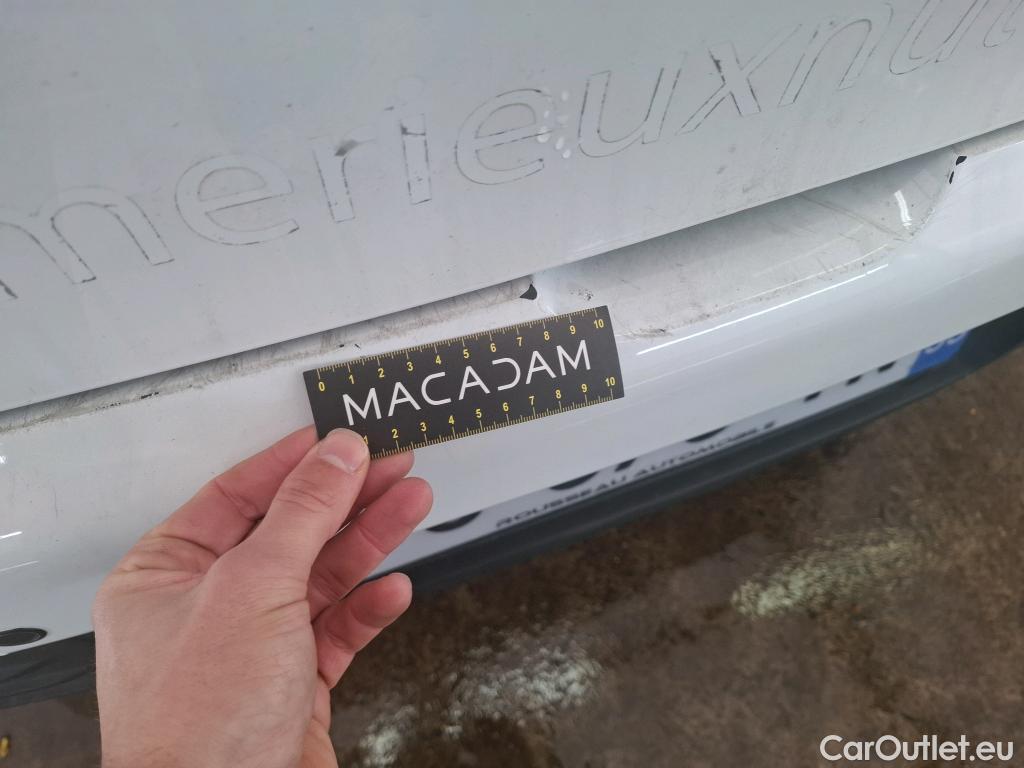 merieuxnu
0 1 2 3 4 5 6 7 8 9 10
MACADAM
1 2 3 4 5 6 7 8 9 10
ROUSSEAU AUTOMOBILE
CarOutlet.eu